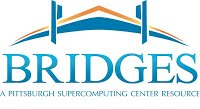 BRIDGES
A PITTSBURGH SUPERCOMPUTING CENTER RESOURCE